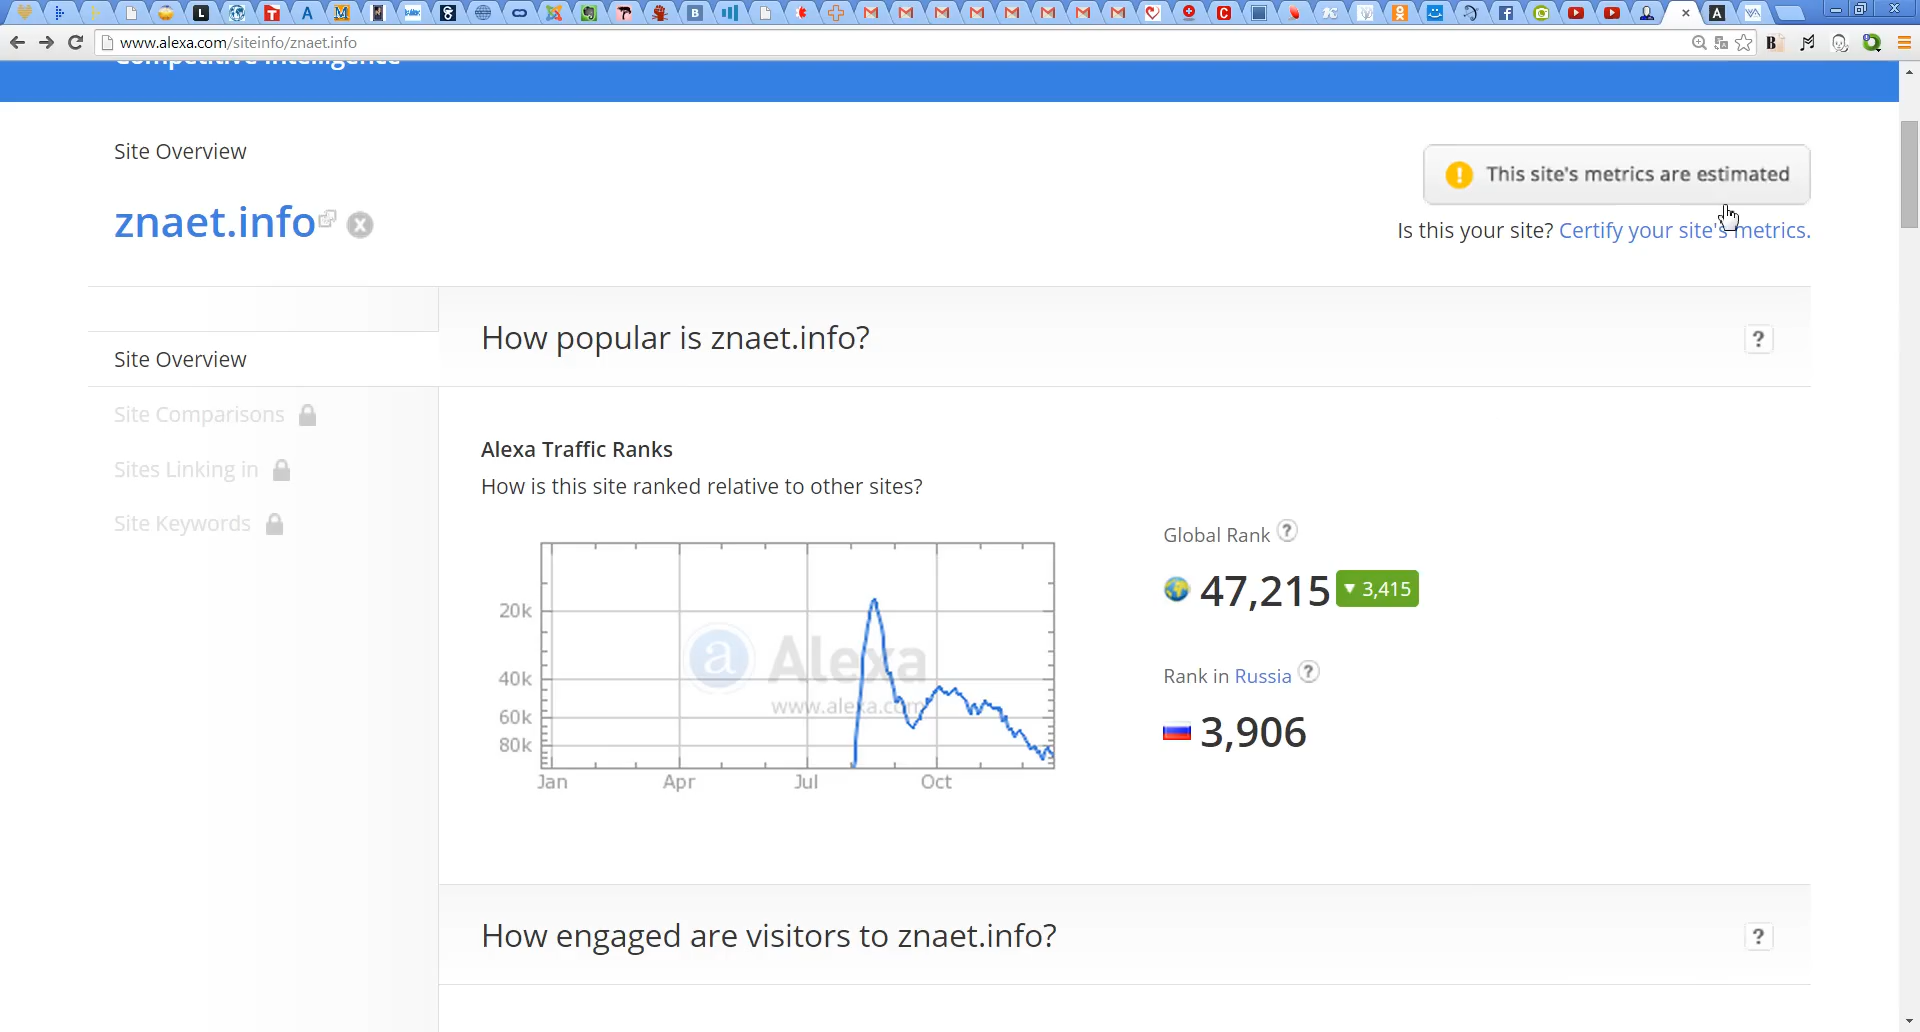 www.alexa.com/siteinfo/znaet.info
Competitive Intelligence
Site Overview
This site's metrics are estimated
znaet.info
Is this your site? Certify your site's metrics.
How popular is znaet.info?
?
Site Overview
Site Comparisons
Sites Linking in
Site Keywords
Alexa Traffic Ranks
How is this site ranked relative to other sites?
Global Rank ?
47,215 ▼ 3,415
Rank in Russia ?
3,906
20k
40k
60k
80k
a Alexa
www.alexa.com
Jan Apr Jul Oct
How engaged are visitors to znaet.info?
?